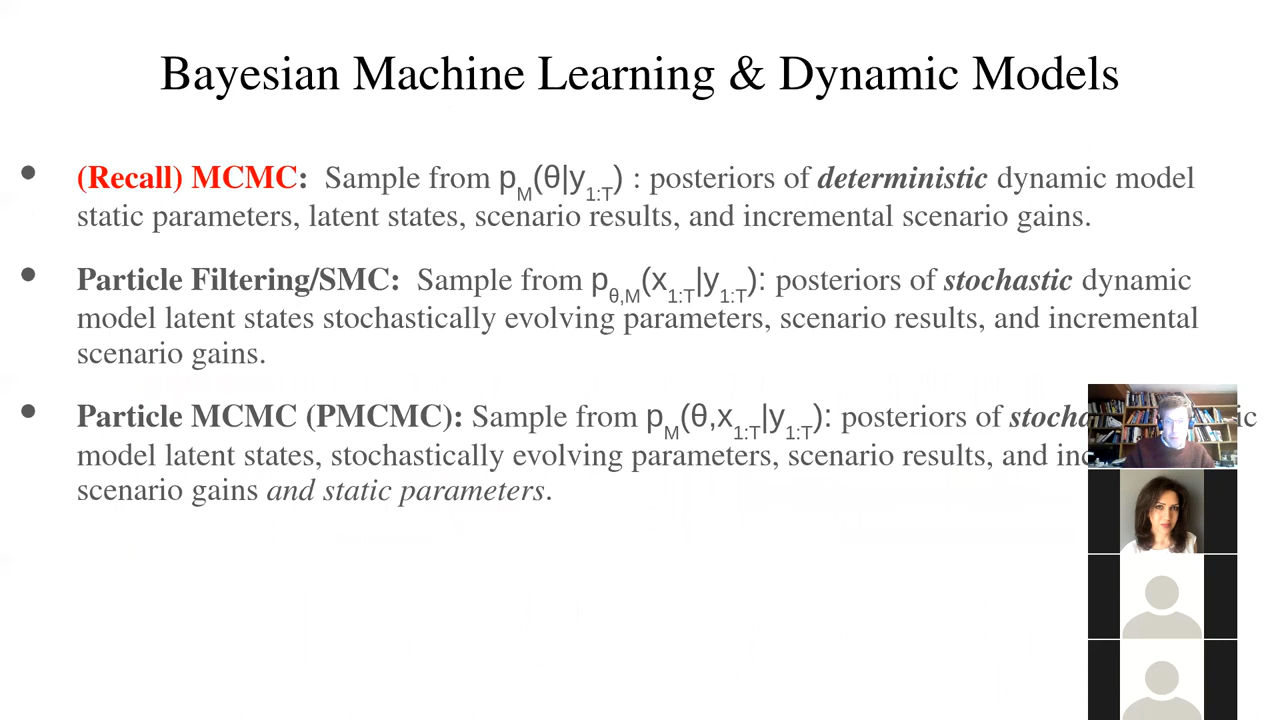 Bayesian Machine Learning & Dynamic Models
• (Recall) MCMC: Sample from pM(θ|y1:T) : posteriors of deterministic dynamic model
static parameters, latent states, scenario results, and incremental scenario gains.
• Particle Filtering/SMC: Sample from pθ,M(x1:T|y1:T): posteriors of stochastic dynamic
model latent states stochastically evolving parameters, scenario results, and incremental
scenario gains.
• Particle MCMC (PMCMC): Sample from pM(θ,x1:T|y1:T): posteriors of
model latent states, stochastically evolving parameters, scenario results, and
scenario gains and static parameters.